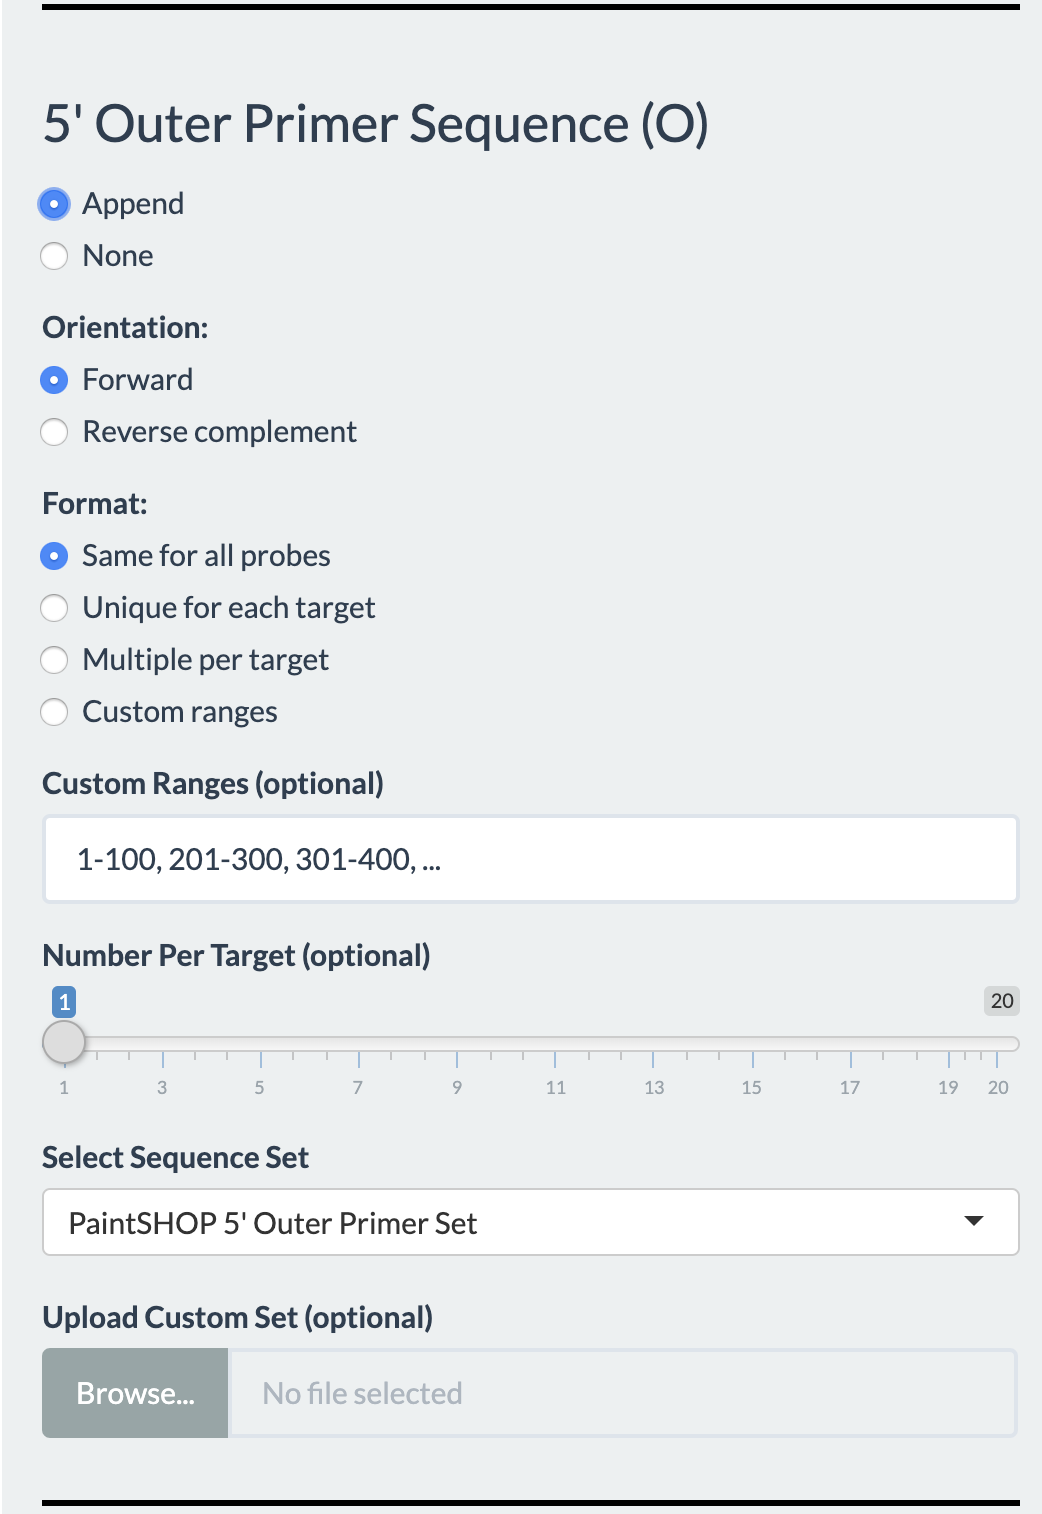 5' Outer Primer Sequence (O)
Append
None
Orientation:
Forward
Reverse complement
Format:
Same for all probes
Unique for each target
Multiple per target
Custom ranges
Custom Ranges (optional)
1-100, 201-300, 301-400, ...
Number Per Target (optional)
1 20
1 3 5 7 9 11 13 15 17 19 20
Select Sequence Set
PaintSHOP 5' Outer Primer Set
Upload Custom Set (optional)
Browse... No file selected